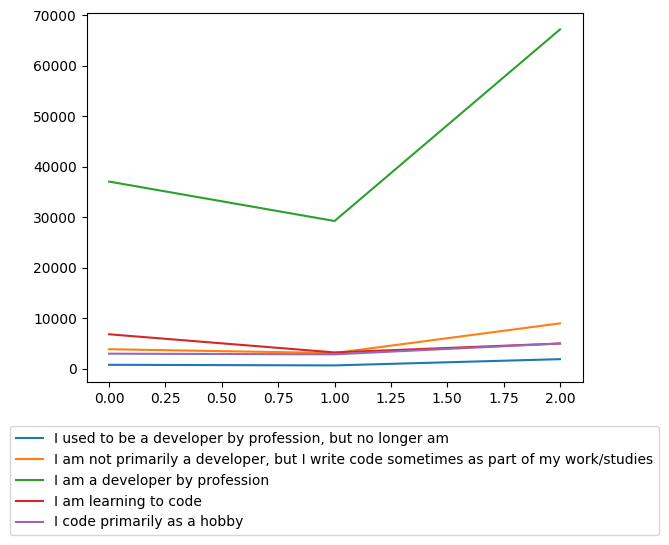 70000
60000
50000
40000
30000
20000
10000
0
0.00 0.25 0.50 0.75 1.00 1.25 1.50 1.75 2.00
I used to be a developer by profession, but no longer am
I am not primarily a developer, but I write code sometimes as part of my work/studies
I am a developer by profession
I am learning to code
I code primarily as a hobby